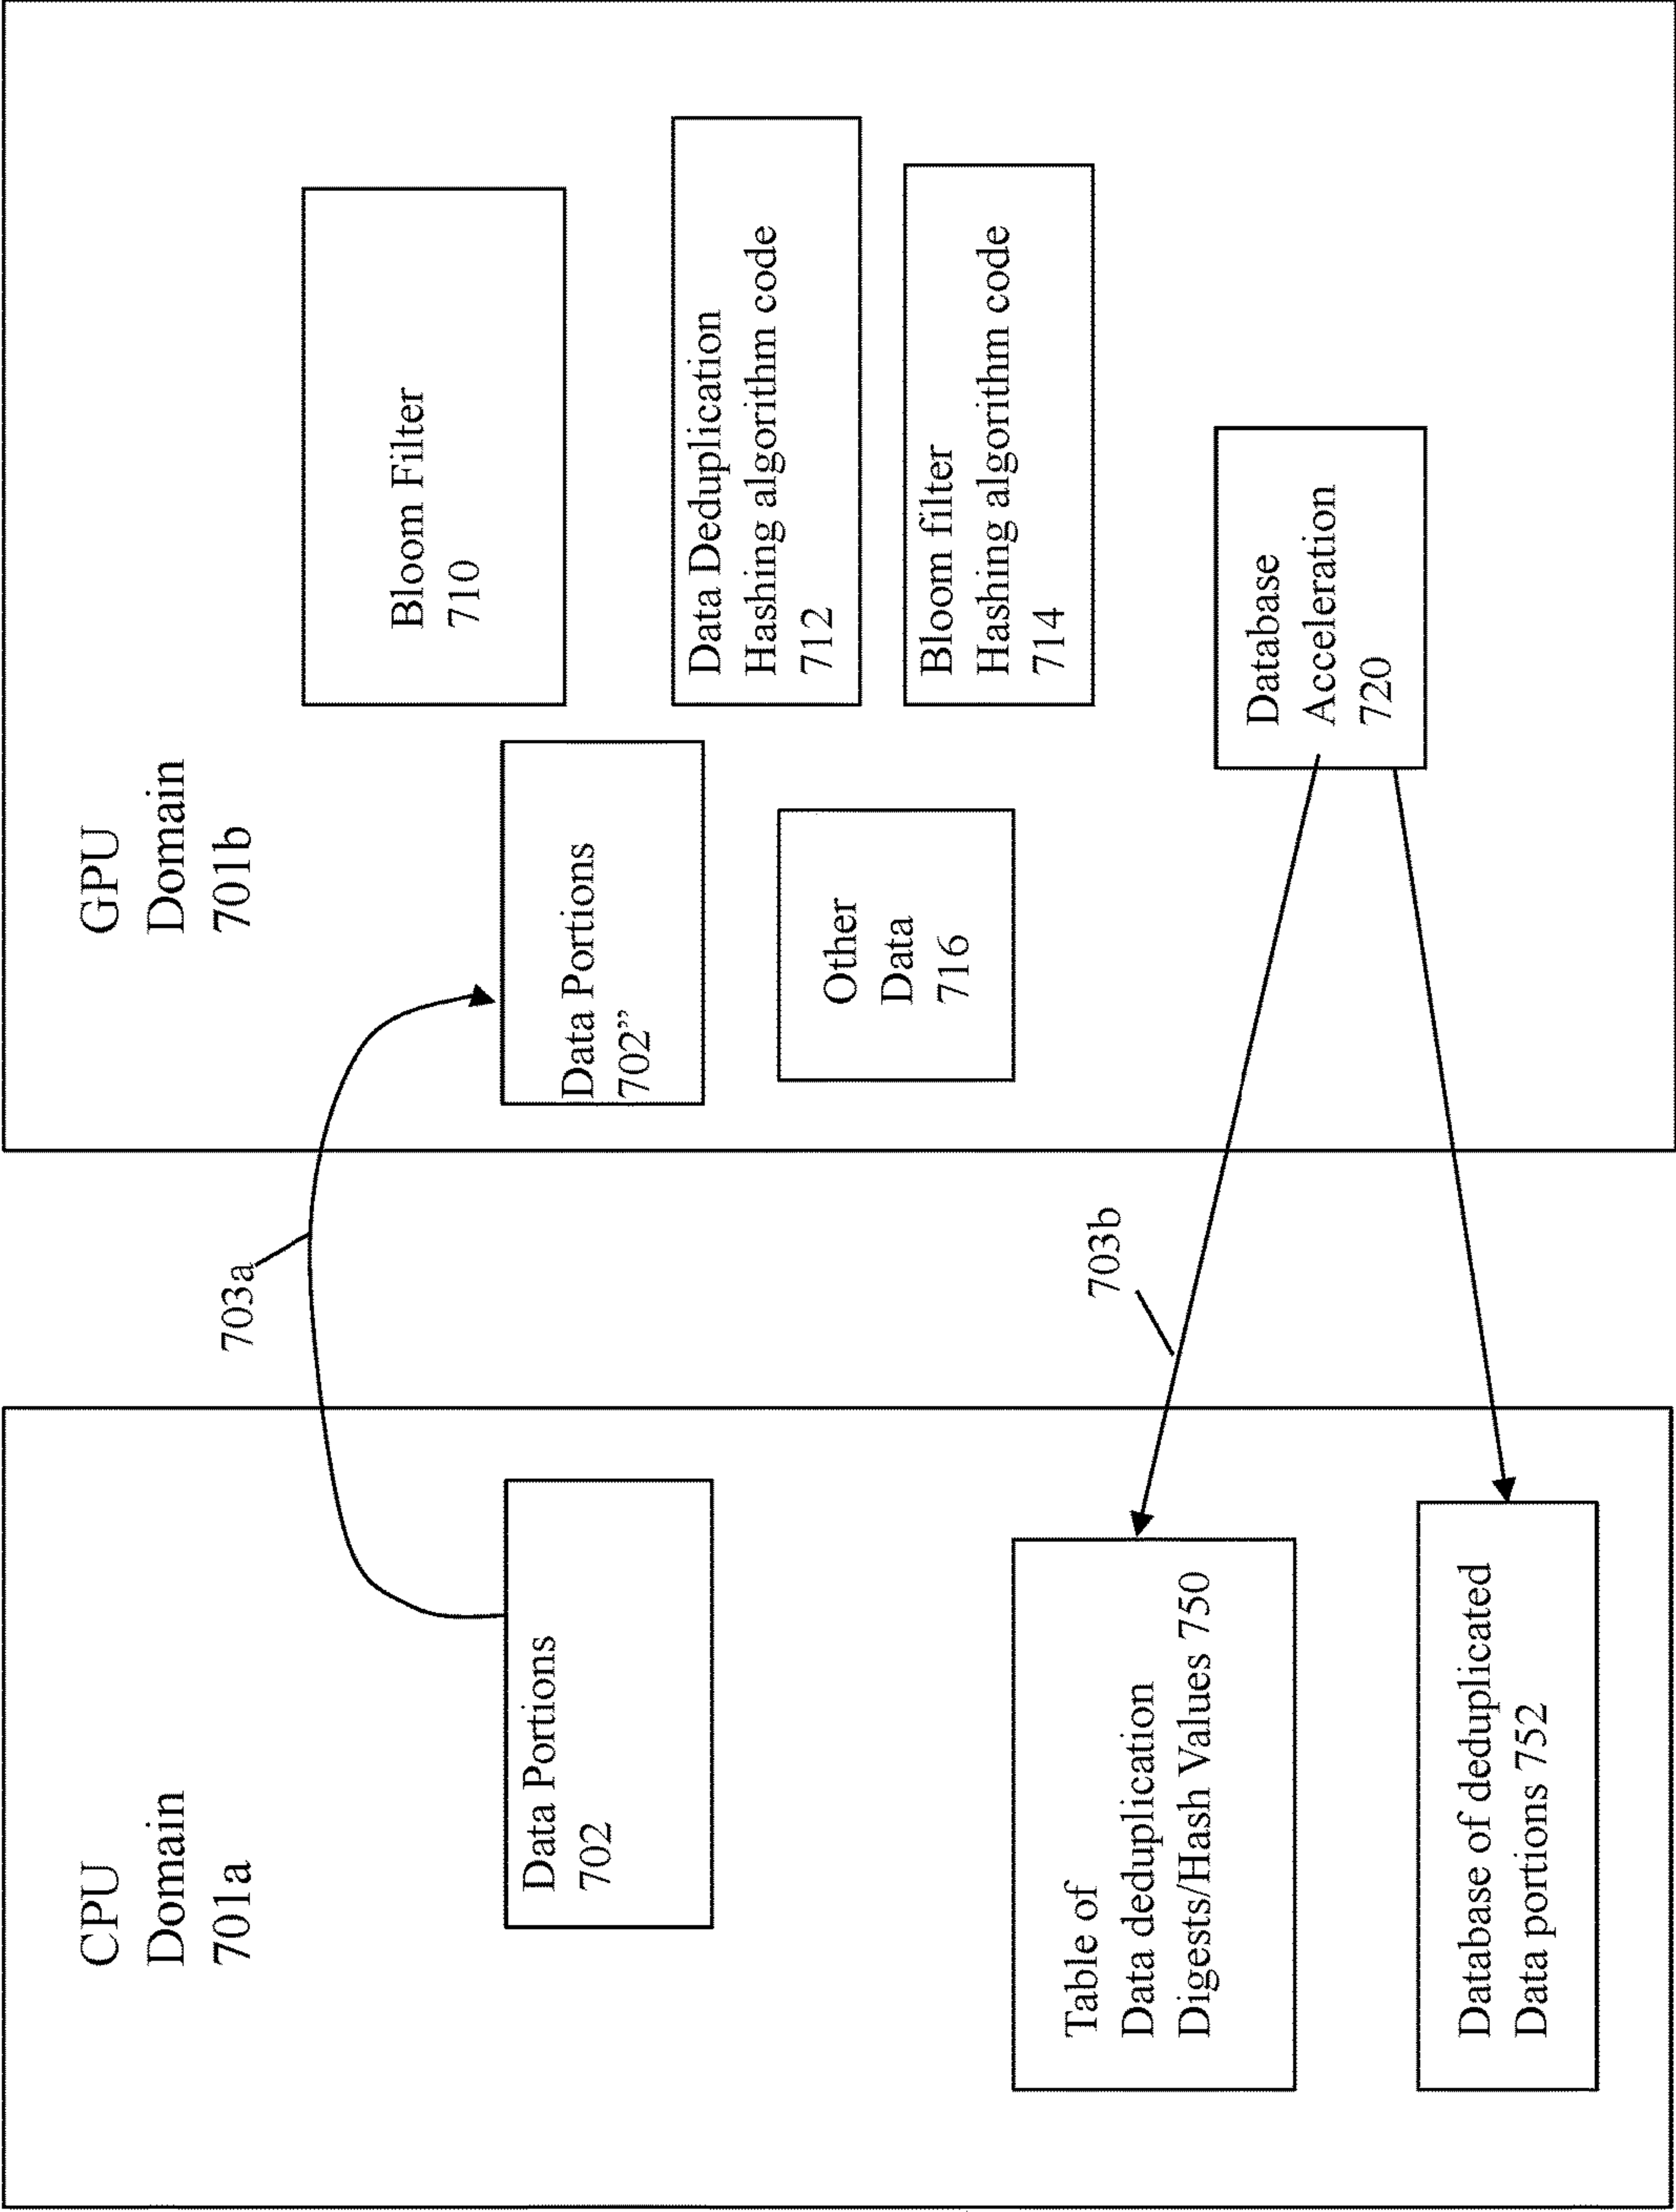 CPU
Domain
701a
Data Portions
702
Table of
Data deduplication
Digests/Hash Values 750
Database of deduplicated
Data portions 752
703a
703b
GPU
Domain
701b
Data Portions
702”
Other
Data
716
Bloom Filter
710
Data Deduplication
Hashing algorithm code
712
Bloom filter
Hashing algorithm code
714
Database
Acceleration
720